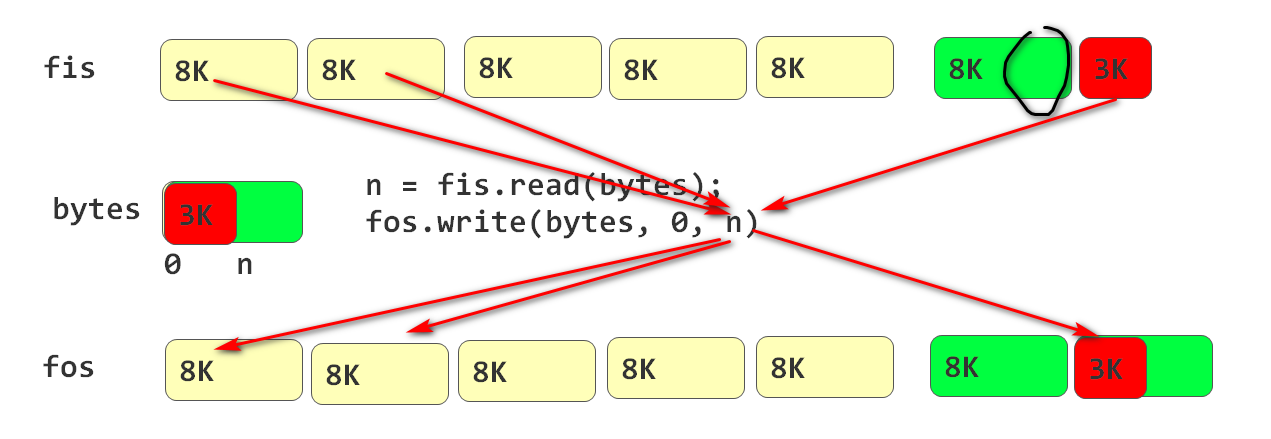 fis 8K 8K 8K 8K 8K 8K 3K
n = fis.read(bytes);
bytes 3K
fos.write(bytes, 0, n)
0 n
fos 8K 8K 8K 8K 8K 8K 3K